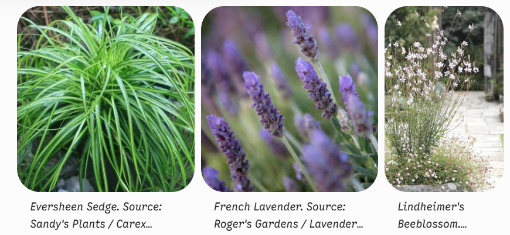 Eversheen Sedge. Source:
Sandy's Plants / Carex...
French Lavender. Source:
Roger's Gardens / Lavender...
Lindheimer's
Beeblossom....